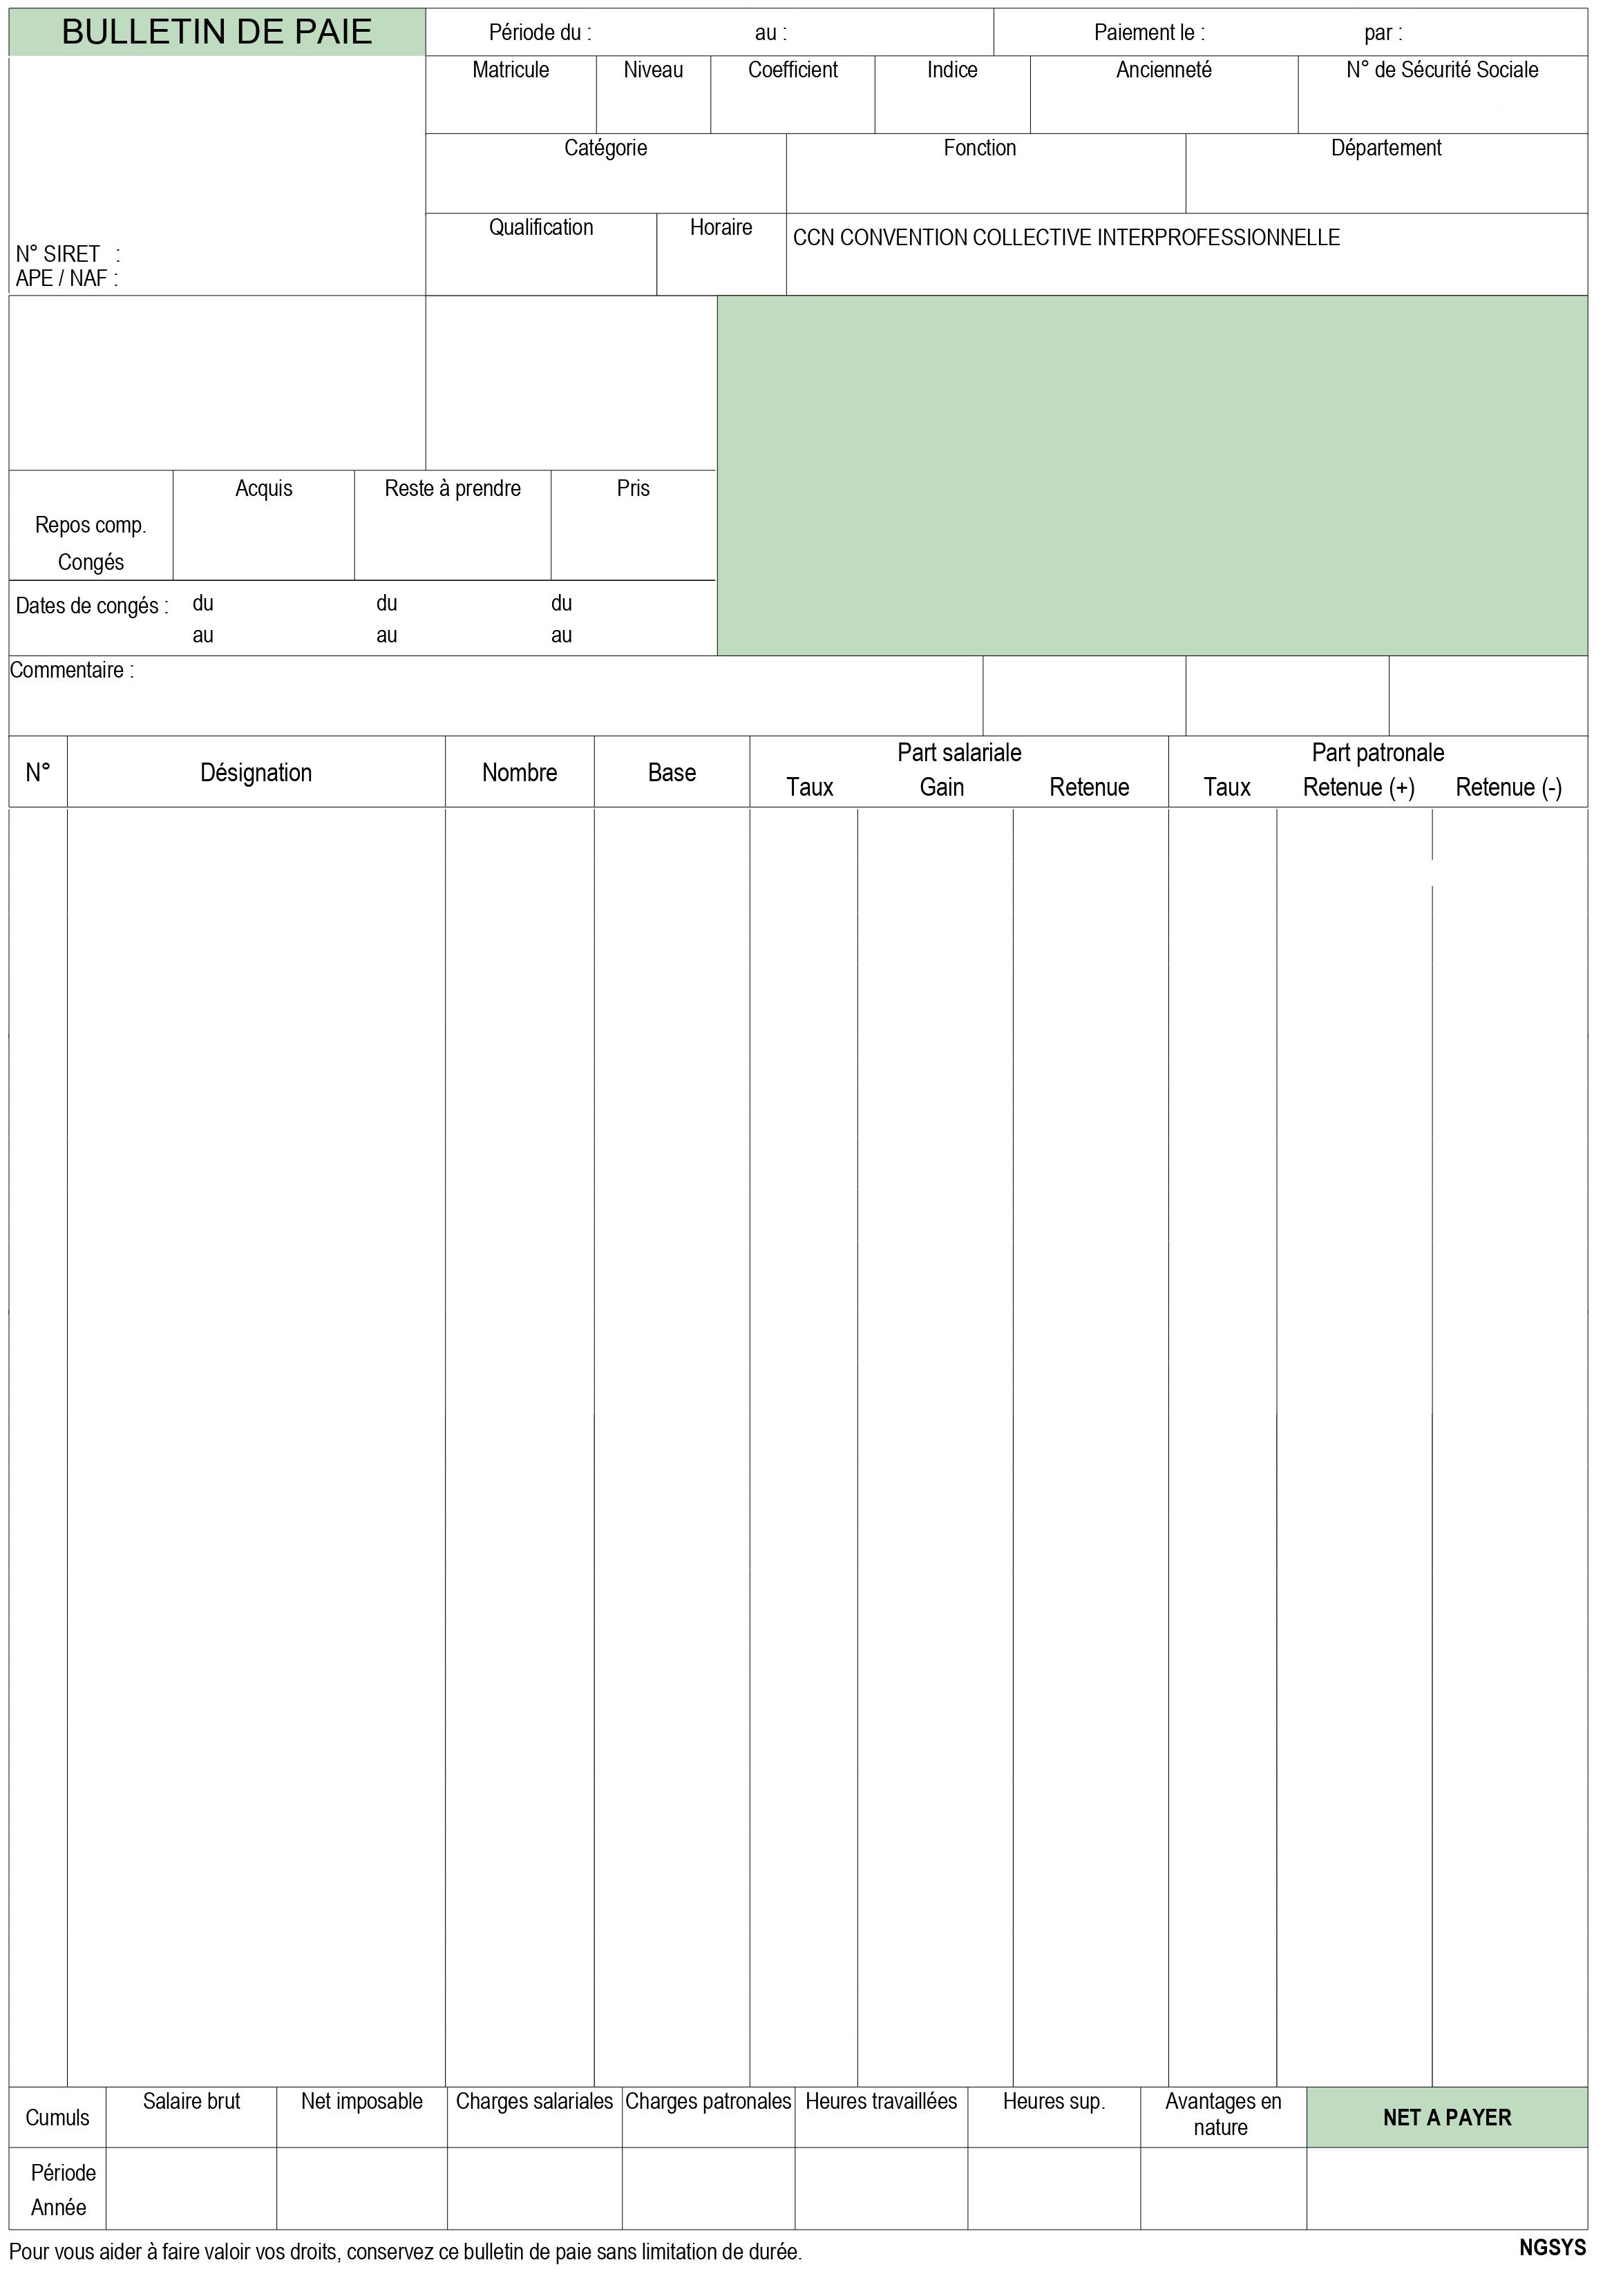 BULLETIN DE PAIE
Période du : au : Paiement le : par :
Matricule Niveau Coefficient Indice Ancienneté N° de Sécurité Sociale
Catégorie Fonction Département
Qualification Horaire CCN CONVENTION COLLECTIVE INTERPROFESSIONNELLE
N° SIRET :
APE / NAF :
Acquis Reste à prendre Pris
Repos comp.
Congés
Dates de congés : du du du
au au au
Commentaire :
Part salariale Part patronale
N° Désignation Nombre Base
Taux Gain Retenue Taux Retenue (+) Retenue (-)
Cumuls Salaire brut Net imposable Charges salariales Charges patronales Heures travaillées Heures sup. Avantages en
nature
NET A PAYER
Période
Année
Pour vous aider à faire valoir vos droits, conservez ce bulletin de paie sans limitation de durée.
NGSYS